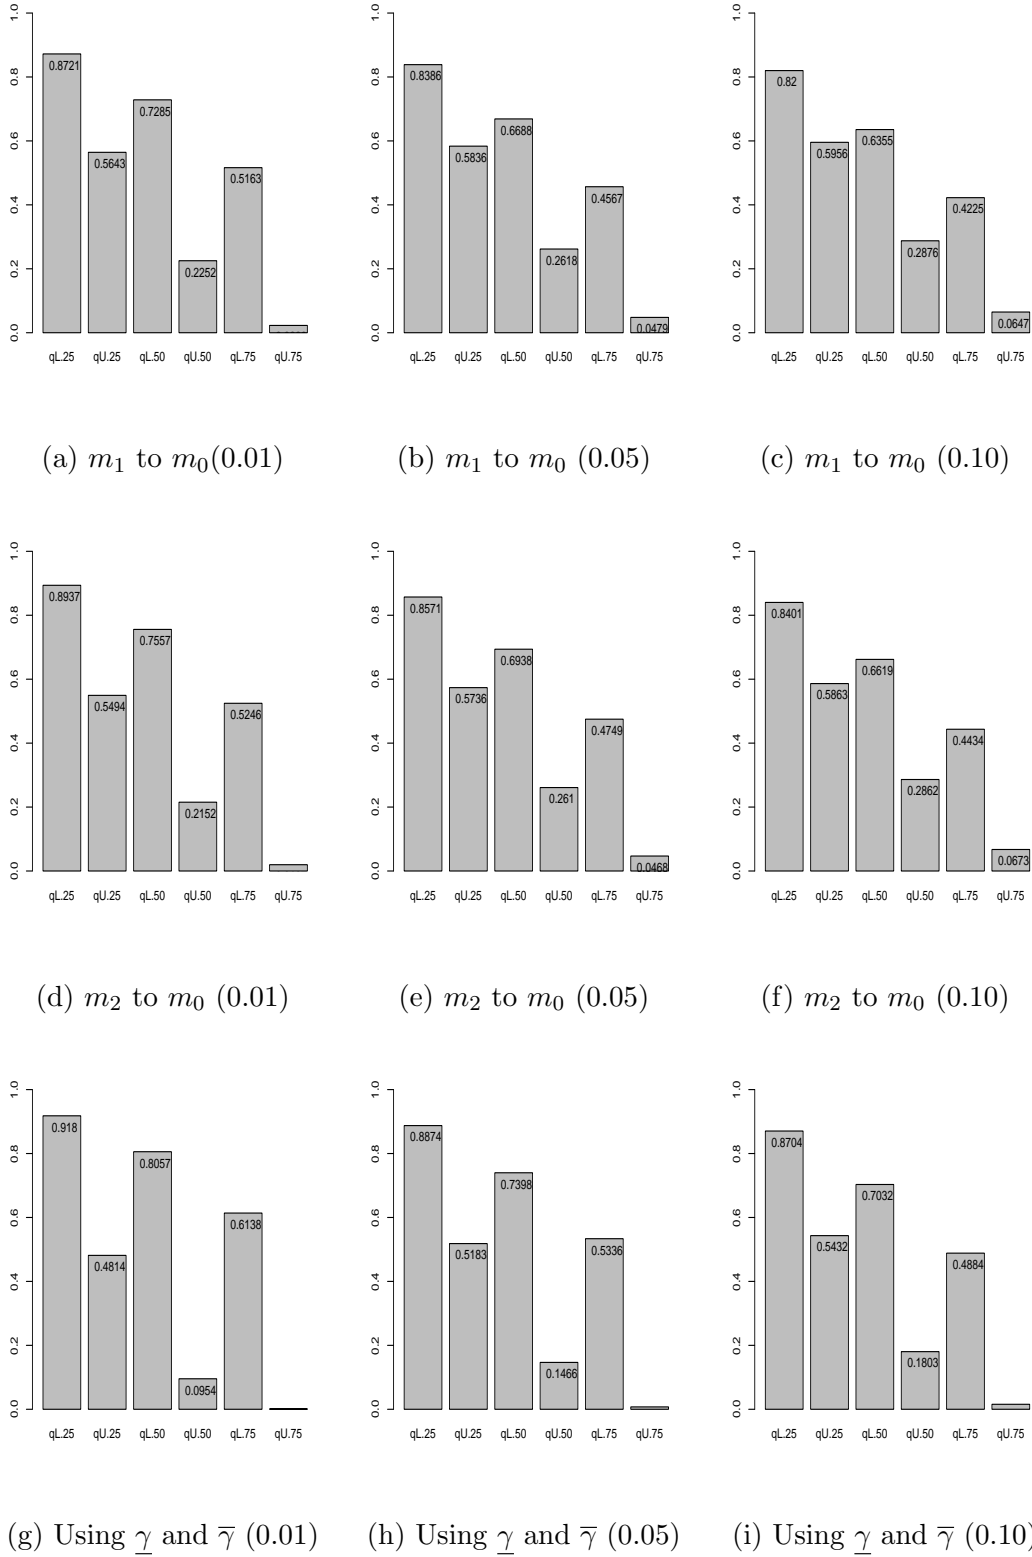 0.0 0.2 0.4 0.6 0.8 1.0
0.8721 0.5643 0.7285 0.2252 0.5163
qL.25 qU.25 qL.50 qU.50 qL.75 qU.75
(a) m₁ to m₀(0.01)
0.0 0.2 0.4 0.6 0.8 1.0
0.8386 0.5836 0.6688 0.2618 0.4567 0.0479
qL.25 qU.25 qL.50 qU.50 qL.75 qU.75
(b) m₁ to m₀ (0.05)
0.0 0.2 0.4 0.6 0.8 1.0
0.82 0.5956 0.6355 0.2876 0.4225 0.0647
qL.25 qU.25 qL.50 qU.50 qL.75 qU.75
(c) m₁ to m₀ (0.10)
0.0 0.2 0.4 0.6 0.8 1.0
0.8937 0.5494 0.7557 0.2152 0.5246
qL.25 qU.25 qL.50 qU.50 qL.75 qU.75
(d) m₂ to m₀ (0.01)
0.0 0.2 0.4 0.6 0.8 1.0
0.8571 0.5736 0.6938 0.261 0.4749 0.0468
qL.25 qU.25 qL.50 qU.50 qL.75 qU.75
(e) m₂ to m₀ (0.05)
0.0 0.2 0.4 0.6 0.8 1.0
0.8401 0.5863 0.6619 0.2862 0.4434 0.0673
qL.25 qU.25 qL.50 qU.50 qL.75 qU.75
(f) m₂ to m₀ (0.10)
0.0 0.2 0.4 0.6 0.8 1.0
0.918 0.4814 0.8057 0.0954 0.6138
qL.25 qU.25 qL.50 qU.50 qL.75 qU.75
(g) Using γ̲ and γ̅ (0.01)
0.0 0.2 0.4 0.6 0.8 1.0
0.8874 0.5183 0.7398 0.1466 0.5336
qL.25 qU.25 qL.50 qU.50 qL.75 qU.75
(h) Using γ̲ and γ̅ (0.05)
0.0 0.2 0.4 0.6 0.8 1.0
0.8704 0.5432 0.7032 0.1803 0.4884
qL.25 qU.25 qL.50 qU.50 qL.75 qU.75
(i) Using γ̲ and γ̅ (0.10)